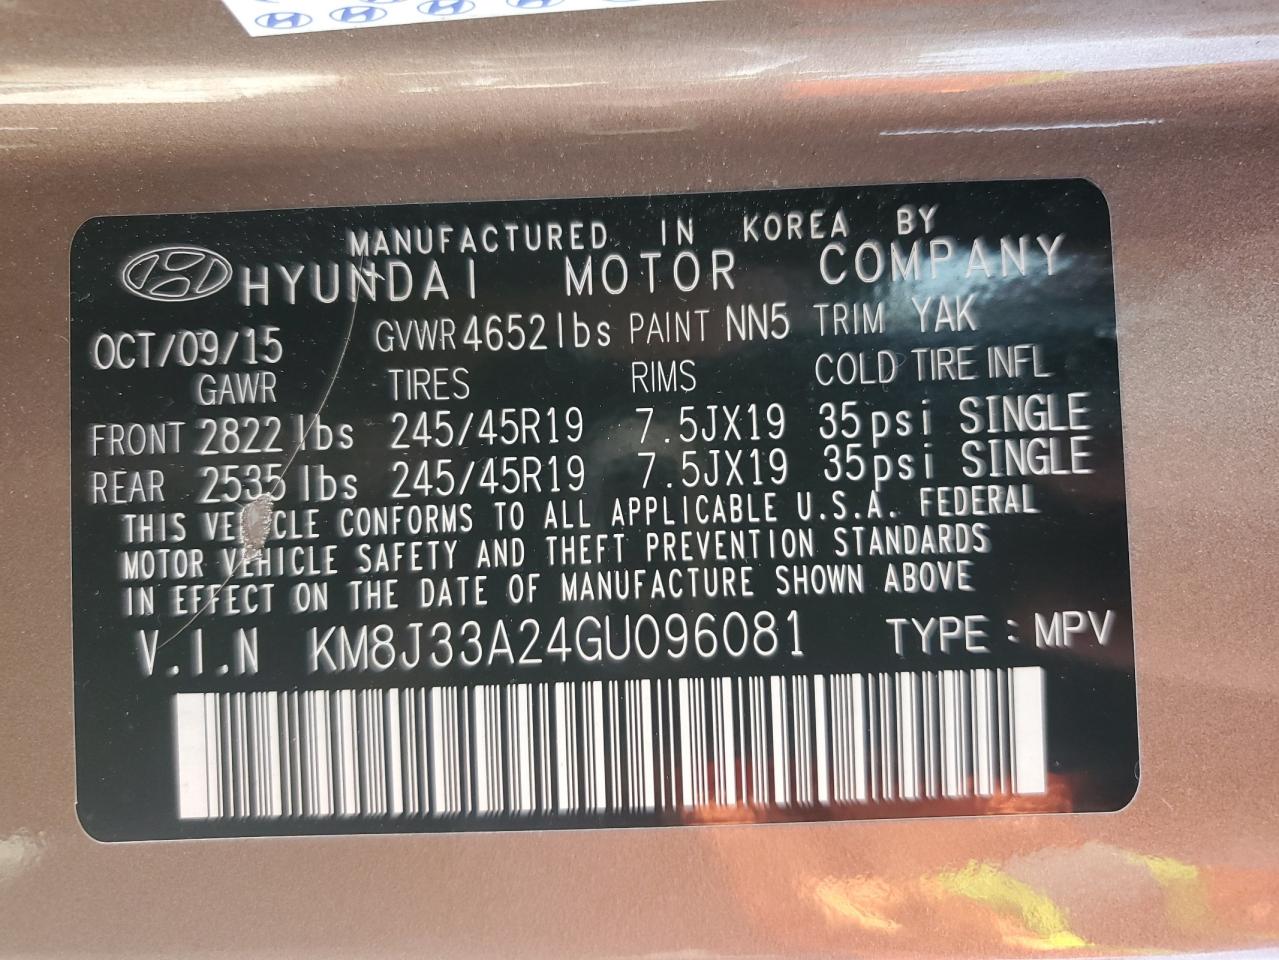 MANUFACTURED IN KOREA BY
HYUNDAI MOTOR COMPANY
OCT/09/15 GVWR 4652 lbs PAINT NN5 TRIM YAK
GAWR TIRES RIMS COLD TIRE INFL
FRONT 2822 lbs 245/45R19 7.5JX19 35psi SINGLE
REAR 2535 lbs 245/45R19 7.5JX19 35psi SINGLE
THIS VEHICLE CONFORMS TO ALL APPLICABLE U.S.A. FEDERAL
MOTOR VEHICLE SAFETY AND THEFT PREVENTION STANDARDS
IN EFFECT ON THE DATE OF MANUFACTURE SHOWN ABOVE
V.I.N KM8J33A24GU096081 TYPE : MPV